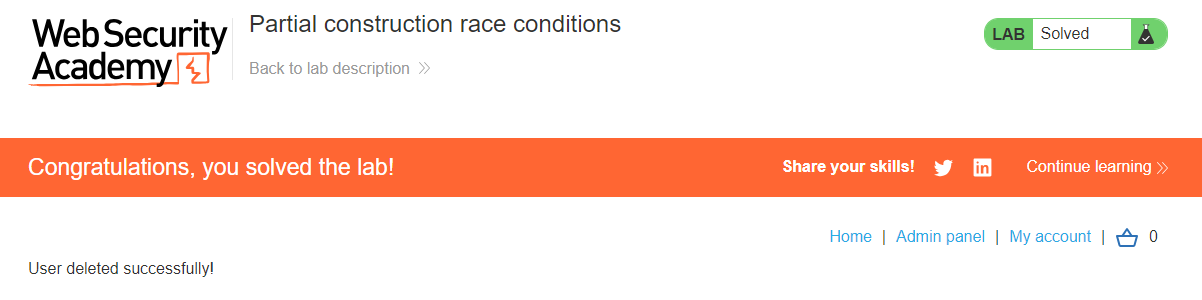 Web Security Academy
Partial construction race conditions
Back to lab description
LAB Solved
Congratulations, you solved the lab!
Share your skills!
Continue learning
Home | Admin panel | My account | 0
User deleted successfully!